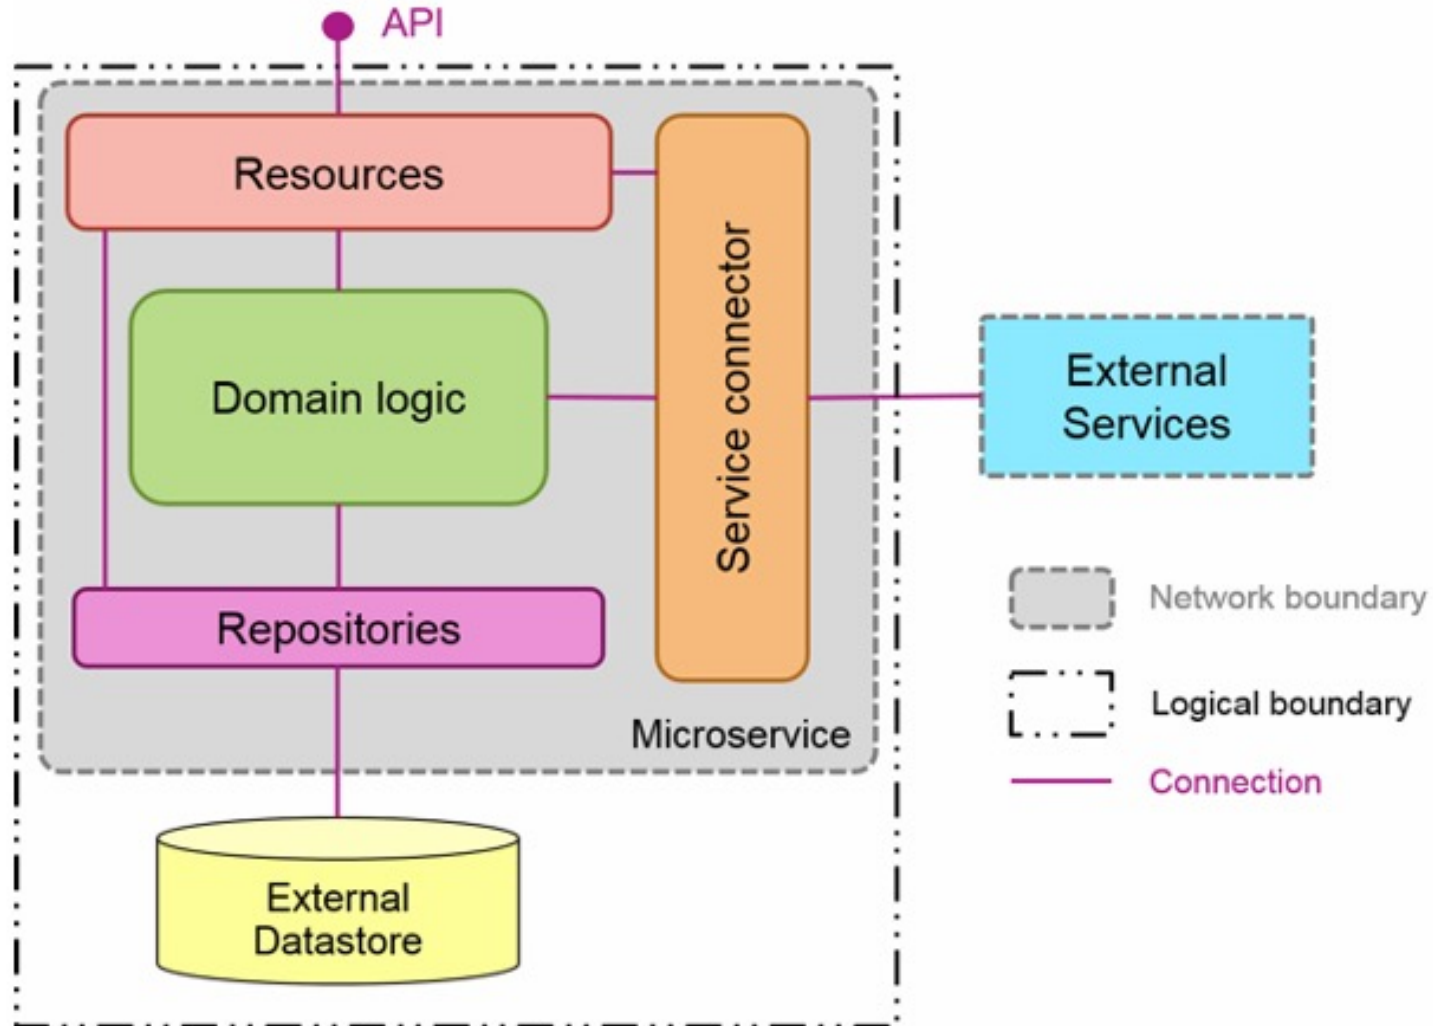 API
Resources
Service connector
Domain logic
External
Services
Repositories
Microservice
External
Datastore
Network boundary
Logical boundary
Connection